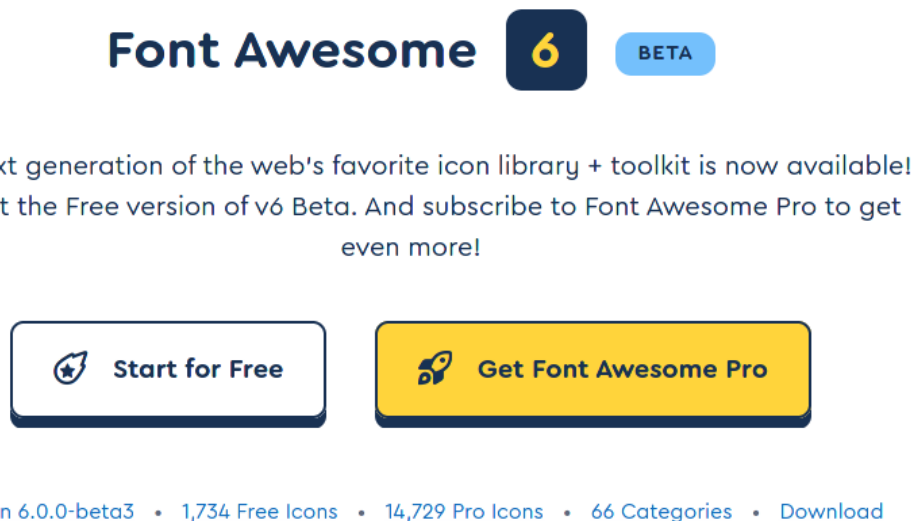 Font Awesome 6 BETA
xt generation of the web's favorite icon library + toolkit is now available!
t the Free version of v6 Beta. And subscribe to Font Awesome Pro to get
even more!
Start for Free Get Font Awesome Pro
n 6.0.0-beta3 • 1,734 Free Icons • 14,729 Pro Icons • 66 Categories • Download